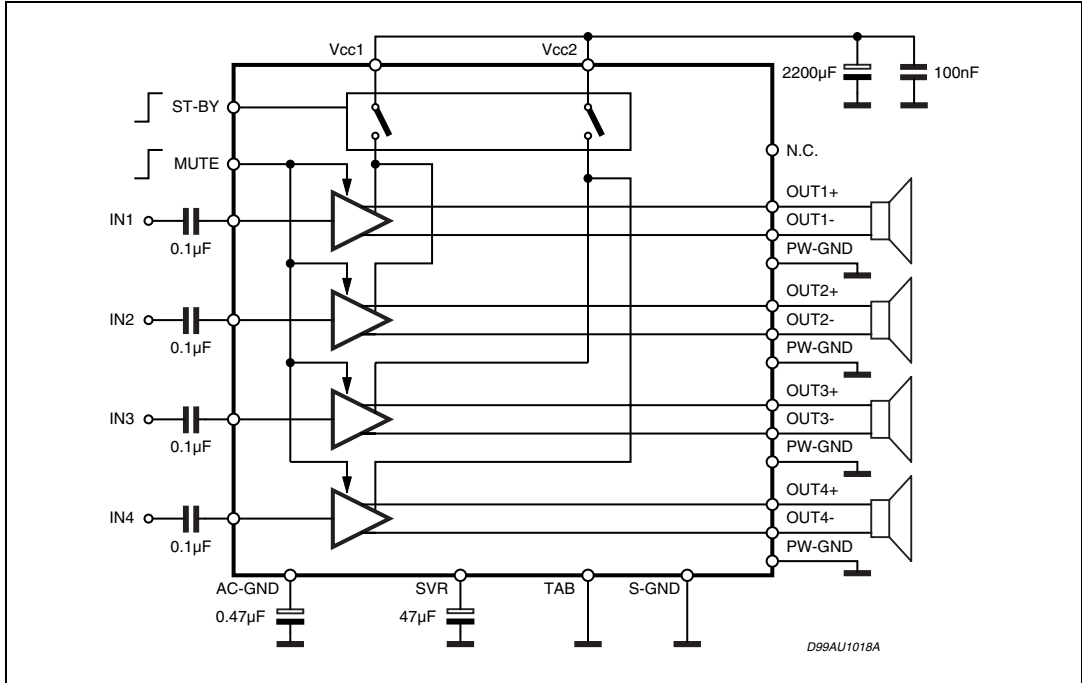 Vcc1
Vcc2
2200µF
100nF
ST-BY
N.C.
MUTE
OUT1+
IN1
OUT1-
0.1µF
PW-GND
OUT2+
IN2
OUT2-
0.1µF
PW-GND
OUT3+
IN3
OUT3-
0.1µF
PW-GND
OUT4+
IN4
OUT4-
0.1µF
PW-GND
AC-GND
SVR
TAB
S-GND
0.47µF
47µF
D99AU1018A